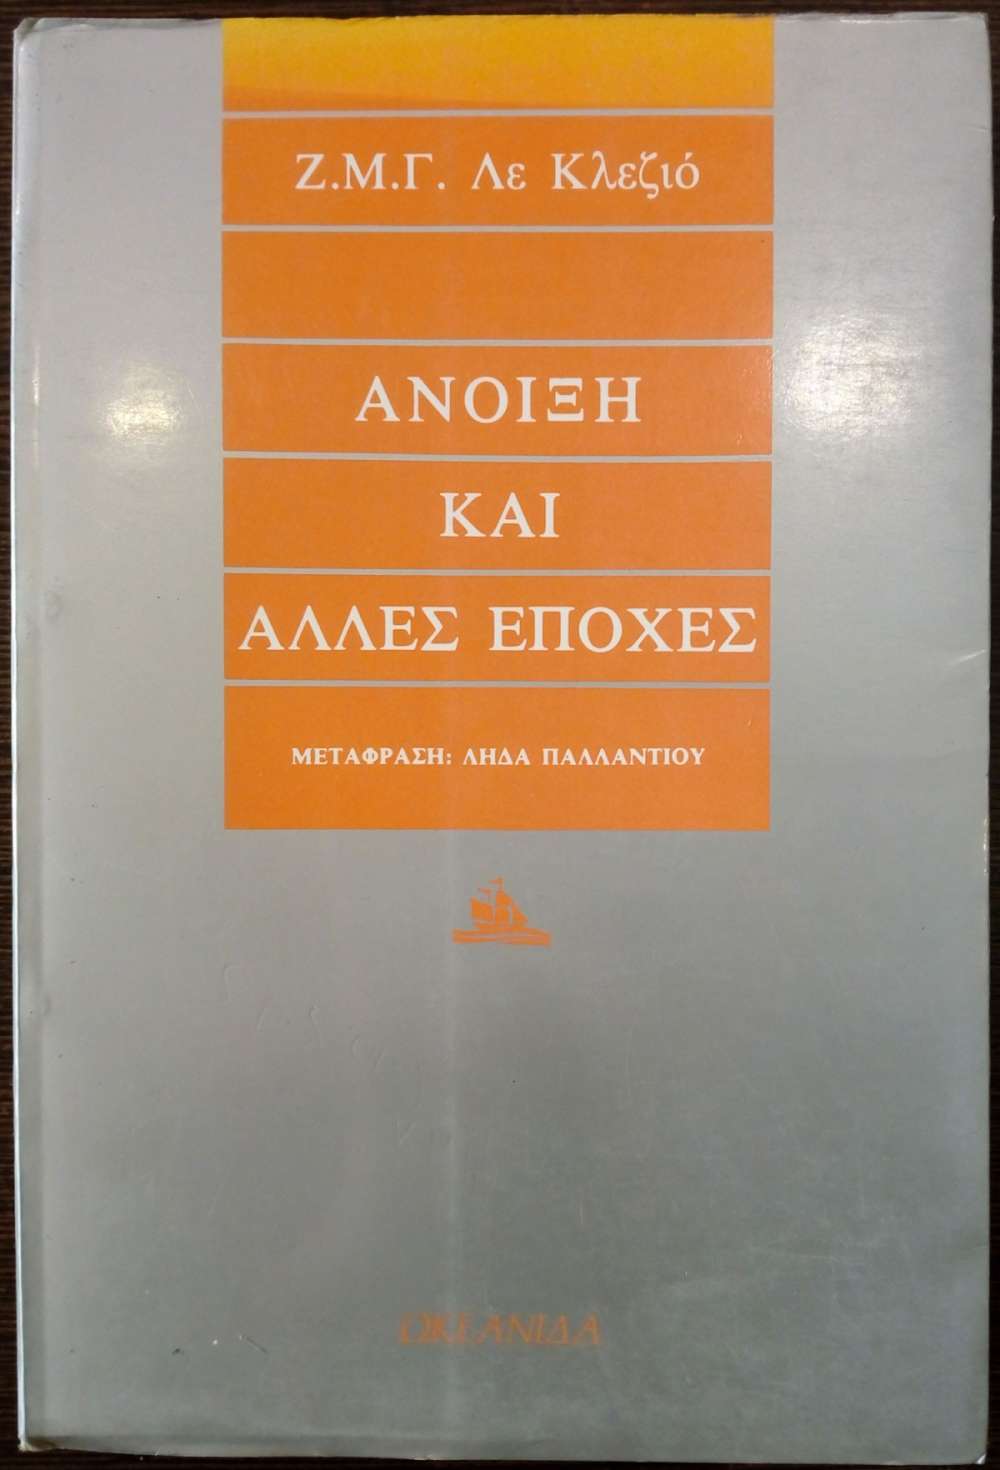 Ζ.Μ.Γ. Λε Κλεζιό
ΑΝΟΙΞΗ
ΚΑΙ
ΑΛΛΕΣ ΕΠΟΧΕΣ
ΜΕΤΑΦΡΑΣΗ: ΛΗΔΑ ΠΑΛΛΑΝΤΙΟΥ
ΩΚΕΑΝΙΔΑ